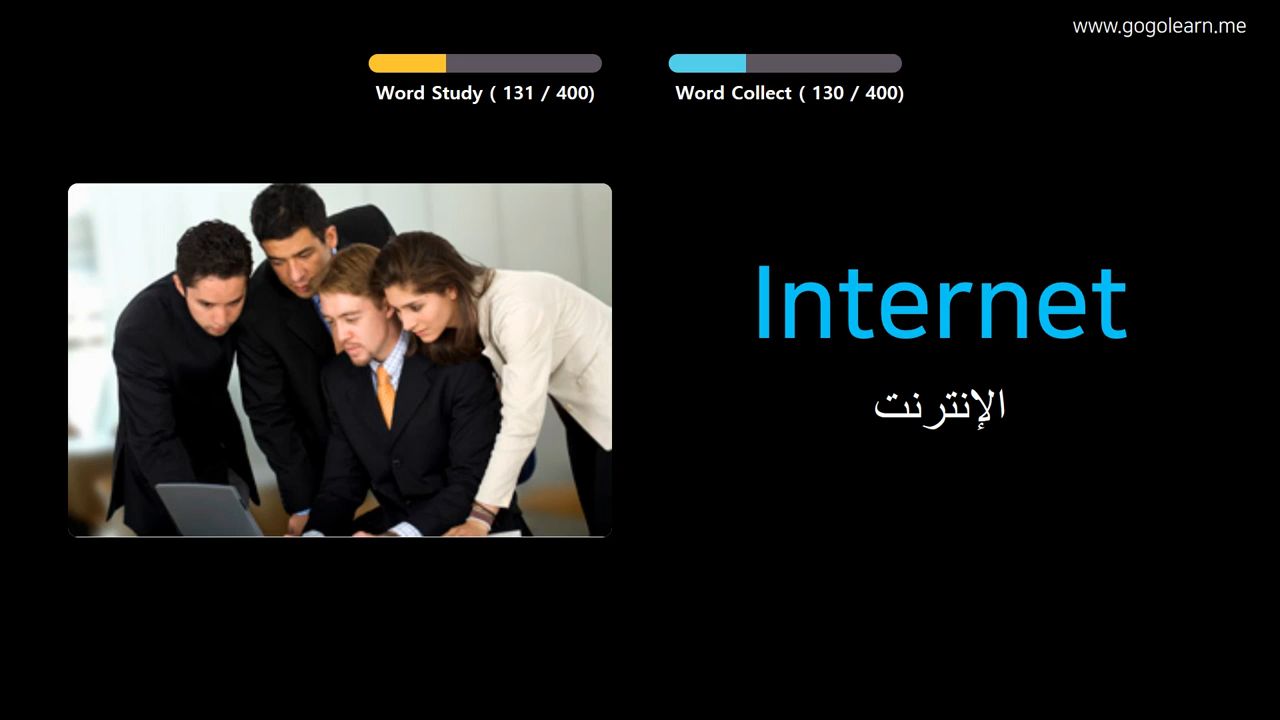 www.gogolearn.me
Word Study ( 131 / 400)
Word Collect ( 130 / 400)
Internet
الإنترنت